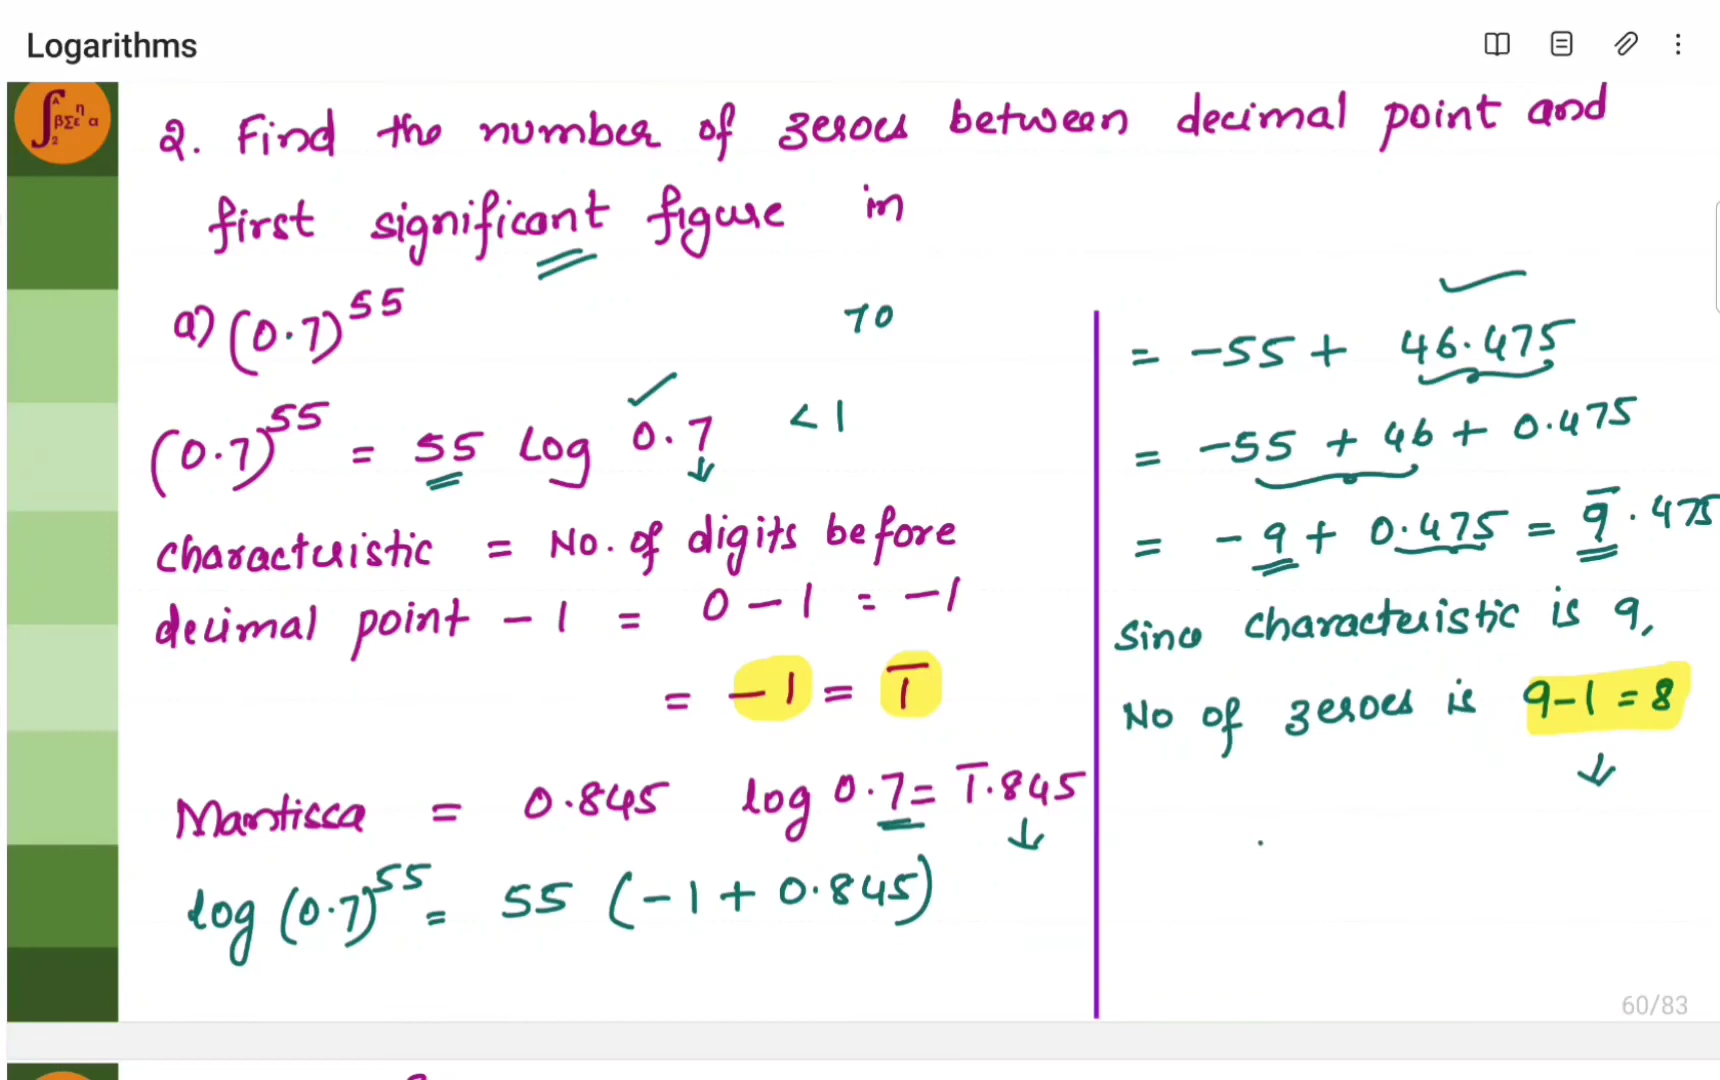 Logarithms
2. Find the number of zeroes between decimal point and
first significant figure in
a) (0.7)^55
70
(0.7)^55 = 55 log 0.7 < 1
characteristic = No. of digits before
decimal point - 1 = 0 - 1 = -1
= -1 = 1̅
Mantissa = 0.845 log 0.7 = 1̅.845
log (0.7)^55 = 55 (-1 + 0.845)
= -55 + 46.475
= -55 + 46 + 0.475
= -9 + 0.475 = 9̅.475
Since characteristic is 9,
No of zeroes is 9-1 = 8
60/83